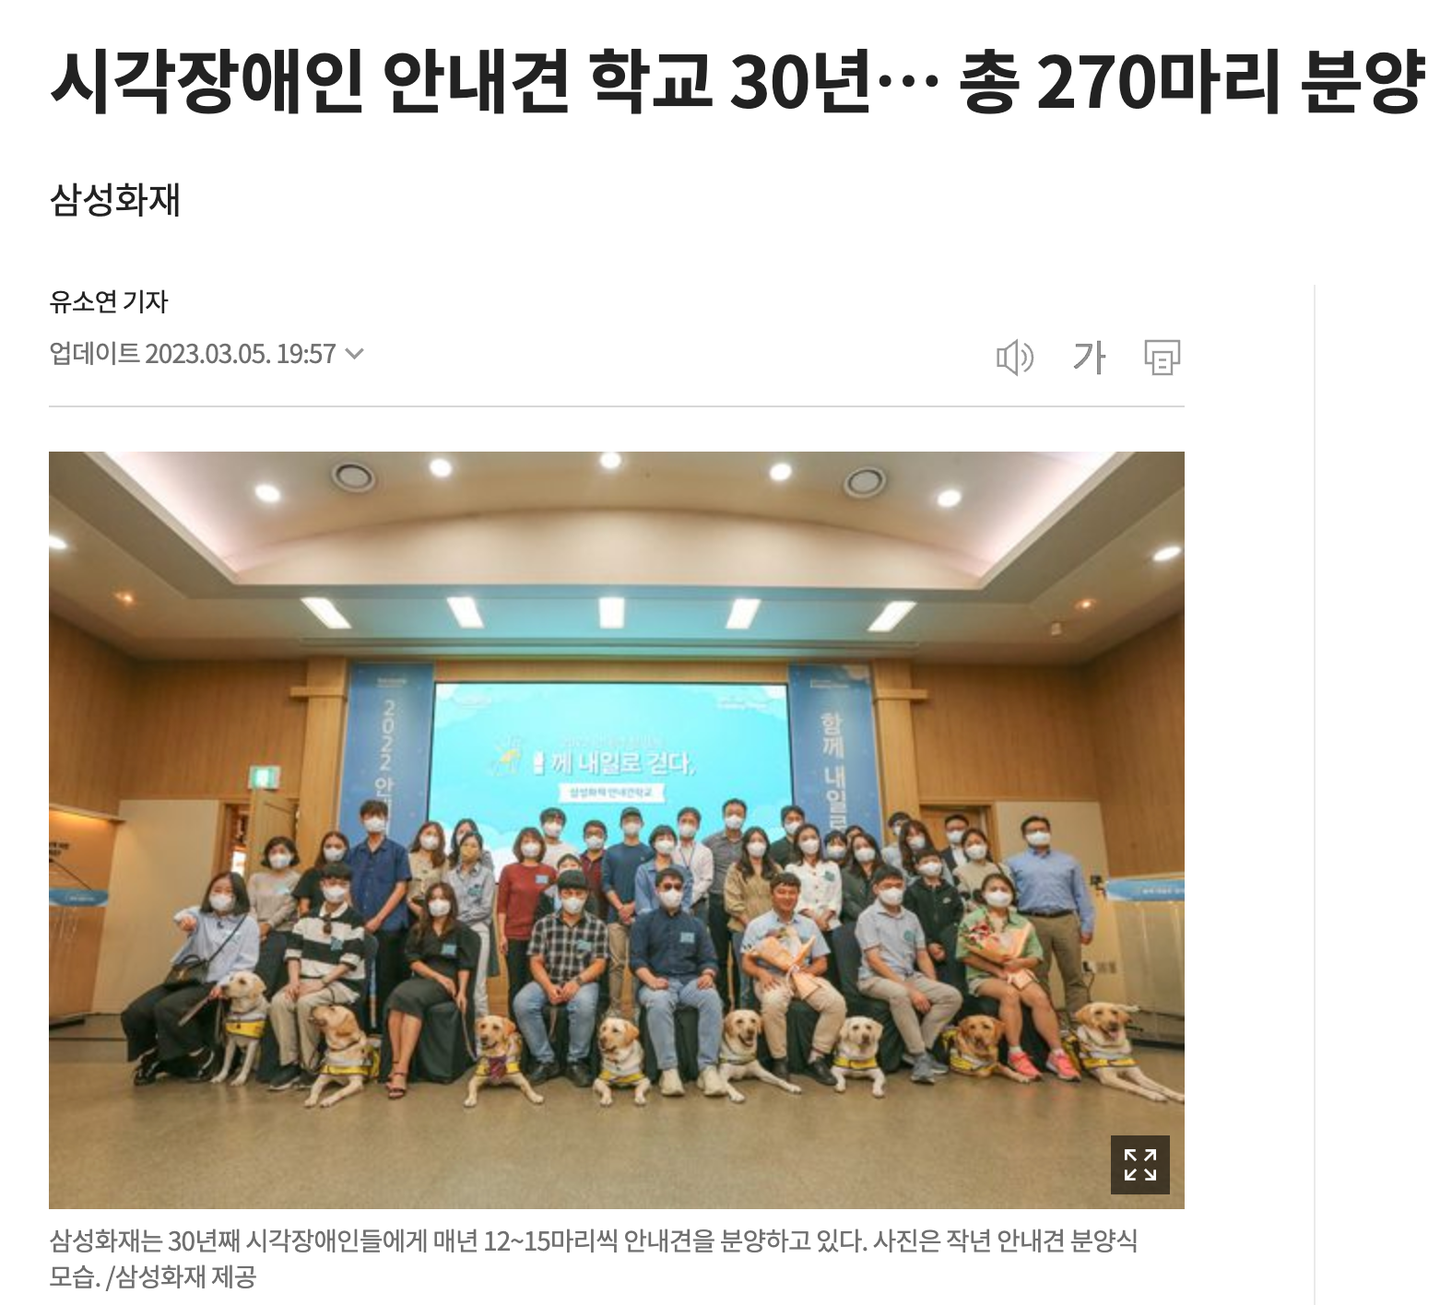 시각장애인 안내견 학교 30년… 총 270마리 분양
삼성화재
유소연 기자
업데이트 2023.03.05. 19:57
가
2022 안
께 내일로 걷다.
삼성화재 안내견학교
함께 내일로
삼성화재는 30년째 시각장애인들에게 매년 12~15마리씩 안내견을 분양하고 있다. 사진은 작년 안내견 분양식
모습. /삼성화재 제공